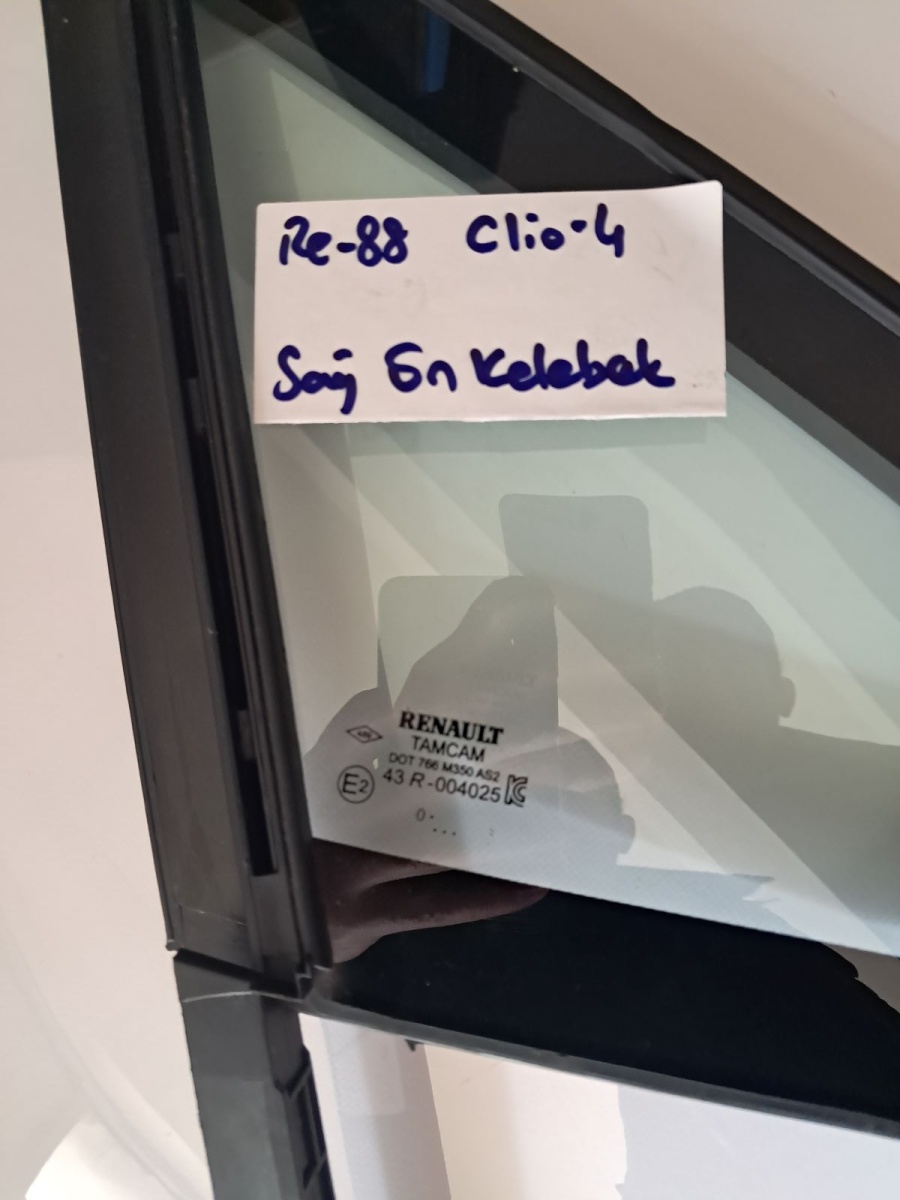 Re-88 Clio-4
Sağ Ön Kelebek
RENAULT
TAMCAM
DOT 766 M350 AS2
E2 43 R-004025